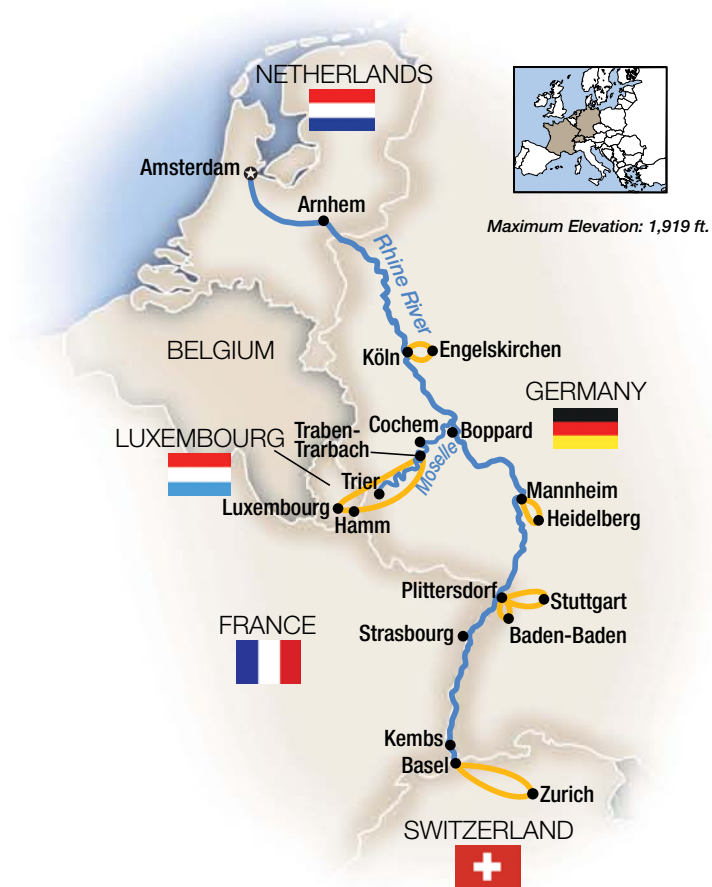 NETHERLANDS
Amsterdam
Arnhem
Maximum Elevation: 1,919 ft.
Rhine River
BELGIUM
Köln
Engelskirchen
GERMANY
Cochem
Boppard
Traben-
Trarbach
LUXEMBOURG
Moselle
Trier
Luxembourg
Hamm
Mannheim
Heidelberg
Plittersdorf
Stuttgart
Baden-Baden
FRANCE
Strasbourg
Kembs
Basel
Zurich
SWITZERLAND